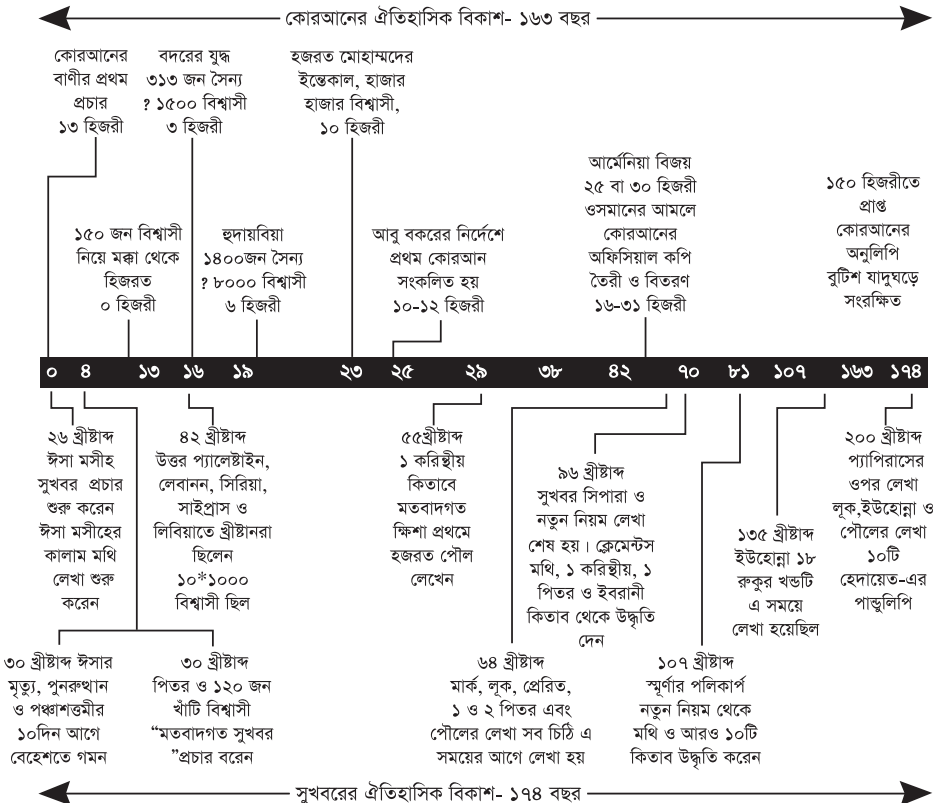 কোরআনের ঐতিহাসিক বিকাশ- ১৬৩ বছর
কোরআনের
বাণীর প্রথম
প্রচার
১৩ হিজরী
বদরের যুদ্ধ
৩১৩ জন সৈন্য
? ১৫০০ বিশ্বাসী
৩ হিজরী
হজরত মোহাম্মদের
ইন্তেকাল, হাজার
হাজার বিশ্বাসী,
১০ হিজরী
১৫০ জন বিশ্বাসী
নিয়ে মক্কা থেকে
হিজরত
০ হিজরী
হুদায়বিয়া
১৪০০জন সৈন্য
? ৮০০০ বিশ্বাসী
৬ হিজরী
আবু বকরের নির্দেশে
প্রথম কোরআন
সংকলিত হয়
১০-১২ হিজরী
আর্মেনিয়া বিজয়
২৫ বা ৩০ হিজরী
ওসমানের আমলে
কোরআনের
অফিসিয়াল কপি
তৈরী ও বিতরণ
১৬-৩১ হিজরী
১৫০ হিজরীতে
প্রাপ্ত
কোরআনের
অনুলিপি
বৃটিশ যাদুঘড়ে
সংরক্ষিত
০ ৪ ১৩ ১৬ ১৯ ২৩ ২৫ ২৯ ৩৮ ৪২ ৭০ ৮১ ১০৭ ১৬৩ ১৭৪
২৬ খ্রীষ্টাব্দ
ঈসা মসীহ
সুখবর প্রচার
শুরু করেন
ঈসা মসীহের
কালাম মথি
লেখা শুরু
করেন
৪২ খ্রীষ্টাব্দ
উত্তর প্যালেষ্টাইন,
লেবানন, সিরিয়া,
সাইপ্রাস ও
লিবিয়াতে খ্রীষ্টানরা
ছিলেন
১০*১০০০
বিশ্বাসী ছিল
৫৫খ্রীষ্টাব্দ
১ করিন্থীয়
কিতাবে
মতবাদগত
ক্ষিশা প্রথমে
হজরত পৌল
লেখেন
৯৬ খ্রীষ্টাব্দ
সুখবর সিপারা ও
নতুন নিয়ম লেখা
শেষ হয়। ক্লেমেন্টস
মথি, ১ করিন্থীয়, ১
পিতর ও ইবরানী
কিতাব থেকে উদ্ধৃতি
দেন
১৩৫ খ্রীষ্টাব্দ
ইউহোন্না ১৮
রুকুর খন্ডটি
এ সময়ে
লেখা হয়েছিল
২০০ খ্রীষ্টাব্দ
প্যাপিরাসের
ওপর লেখা
লূক,ইউহোন্না ও
পৌলের লেখা
১০টি
হেদায়েত-এর
পান্ডুলিপি
৩০ খ্রীষ্টাব্দ ঈসার
মৃত্যু, পুনরুত্থান
ও পঞ্চাশত্তমীর
১০দিন আগে
বেহেশতে গমন
৩০ খ্রীষ্টাব্দ
পিতর ও ১২০ জন
খাঁটি বিশ্বাসী
“মতবাদগত সুখবর
”প্রচার বরেন
৬৪ খ্রীষ্টাব্দ
মার্ক, লূক, প্রেরিত,
১ ও ২ পিতর এবং
পৌলের লেখা সব চিঠি এ
সময়ের আগে লেখা হয়
১০৭ খ্রীষ্টাব্দ
স্মূর্ণার পলিকার্প
নতুন নিয়ম থেকে
মথি ও আরও ১০টি
কিতাব উদ্ধৃতি করেন
সুখবরের ঐতিহাসিক বিকাশ- ১৭৪ বছর